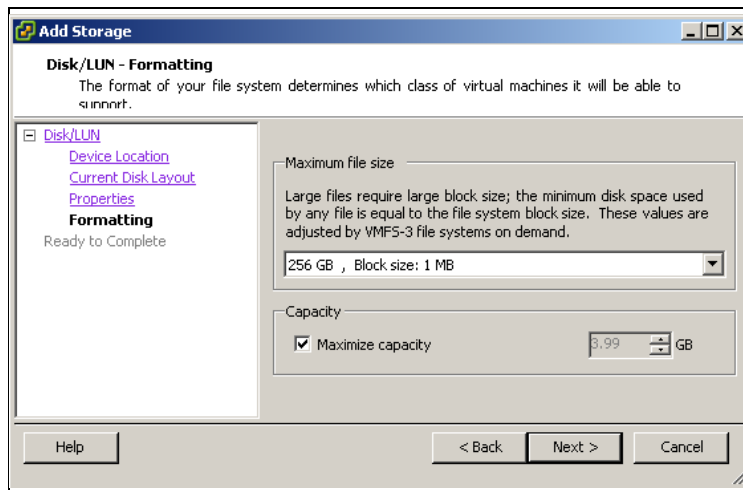 Add Storage
Disk/LUN - Formatting
The format of your file system determines which class of virtual machines it will be able to
support.
Disk/LUN
Device Location
Current Disk Layout
Properties
Formatting
Ready to Complete
Maximum file size
Large files require large block size; the minimum disk space used
by any file is equal to the file system block size. These values are
adjusted by VMFS-3 file systems on demand.
256 GB , Block size: 1 MB
Capacity
Maximize capacity
3.99 GB
Help
< Back
Next >
Cancel